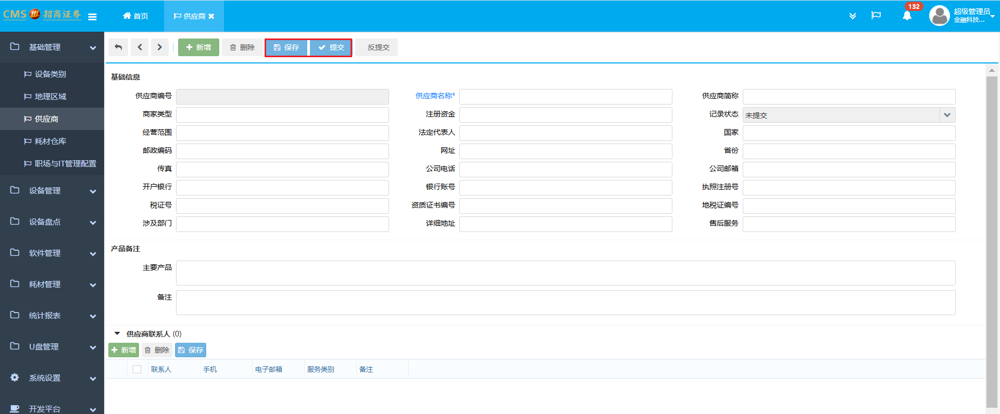 CMS 招商证券
首页
供应商
132
超级管理员
金融科技...
基础管理
设备类别
地理区域
供应商
耗材仓库
职场与IT管理配置
设备管理
设备盘点
软件管理
耗材管理
统计报表
U盘管理
系统设置
开发平台
新增 删除 保存 提交 反提交
基础信息
供应商编号 供应商名称* 供应商简称
商家类型 注册资金 记录状态 未提交
经营范围 法定代表人 国家
邮政编码 网址 省份
传真 公司电话 公司邮箱
开户银行 银行账号 执照注册号
税证号 资质证书编号 地税证编号
涉及部门 详细地址 售后服务
产品备注
主要产品
备注
供应商联系人 (0)
新增 删除 保存
联系人 手机 电子邮箱 服务类别 备注